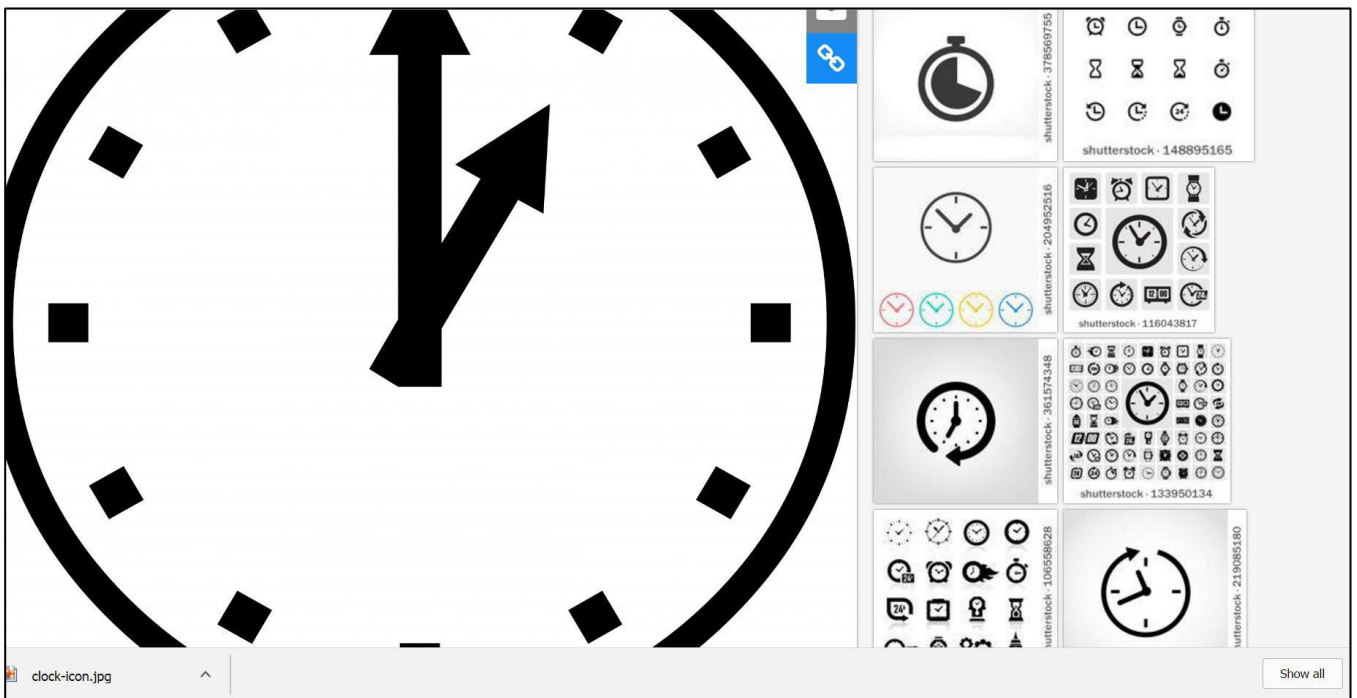 shutterstock · 378569755
shutterstock · 148895165
shutterstock · 204952516
shutterstock · 116043817
shutterstock · 361574348
shutterstock · 133950134
shutterstock · 106558628
shutterstock · 219085180
clock-icon.jpg
Show all